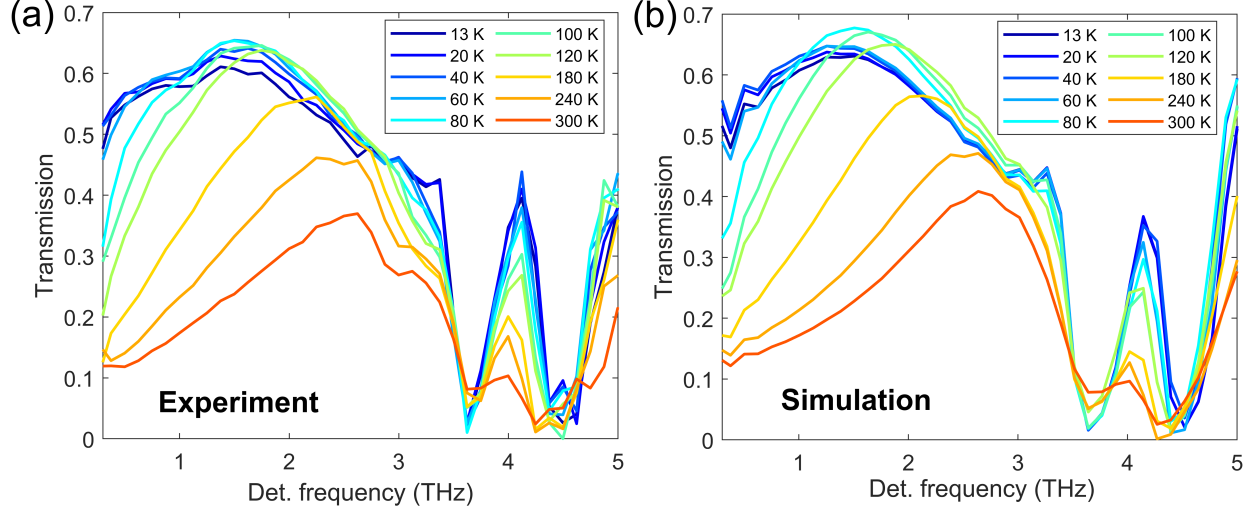 (a)
0.7
0.6
0.5
0.4
0.3
0.2
0.1
0
Transmission
13 K
20 K
40 K
60 K
80 K
100 K
120 K
180 K
240 K
300 K
Experiment
1 2 3 4 5
Det. frequency (THz)
(b)
0.7
0.6
0.5
0.4
0.3
0.2
0.1
0
Transmission
13 K
20 K
40 K
60 K
80 K
100 K
120 K
180 K
240 K
300 K
Simulation
1 2 3 4 5
Det. frequency (THz)